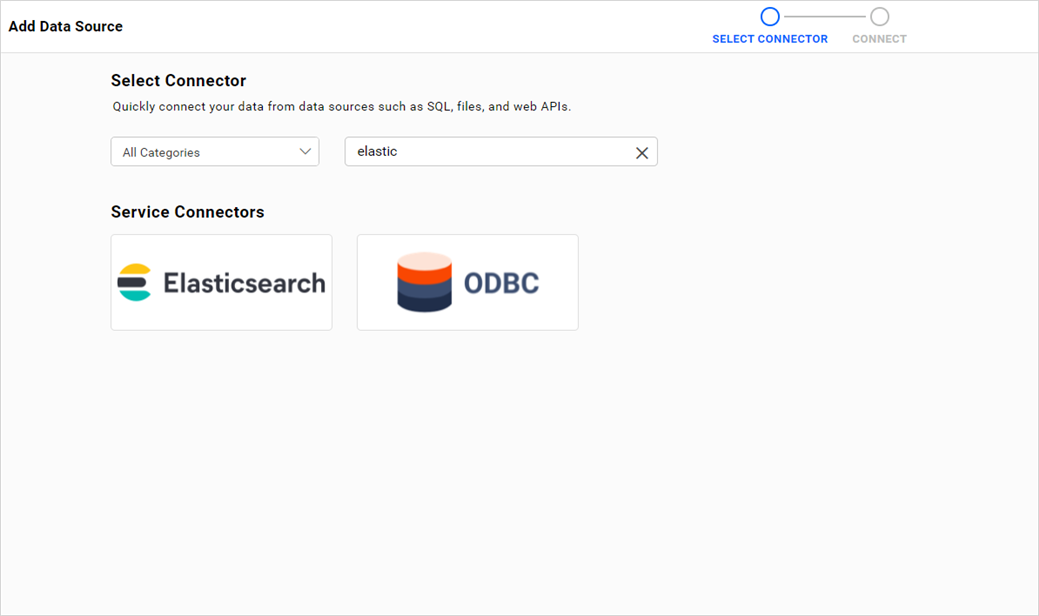 Add Data Source
SELECT CONNECTOR
CONNECT
Select Connector
Quickly connect your data from data sources such as SQL, files, and web APIs.
All Categories
elastic
Service Connectors
Elasticsearch
ODBC